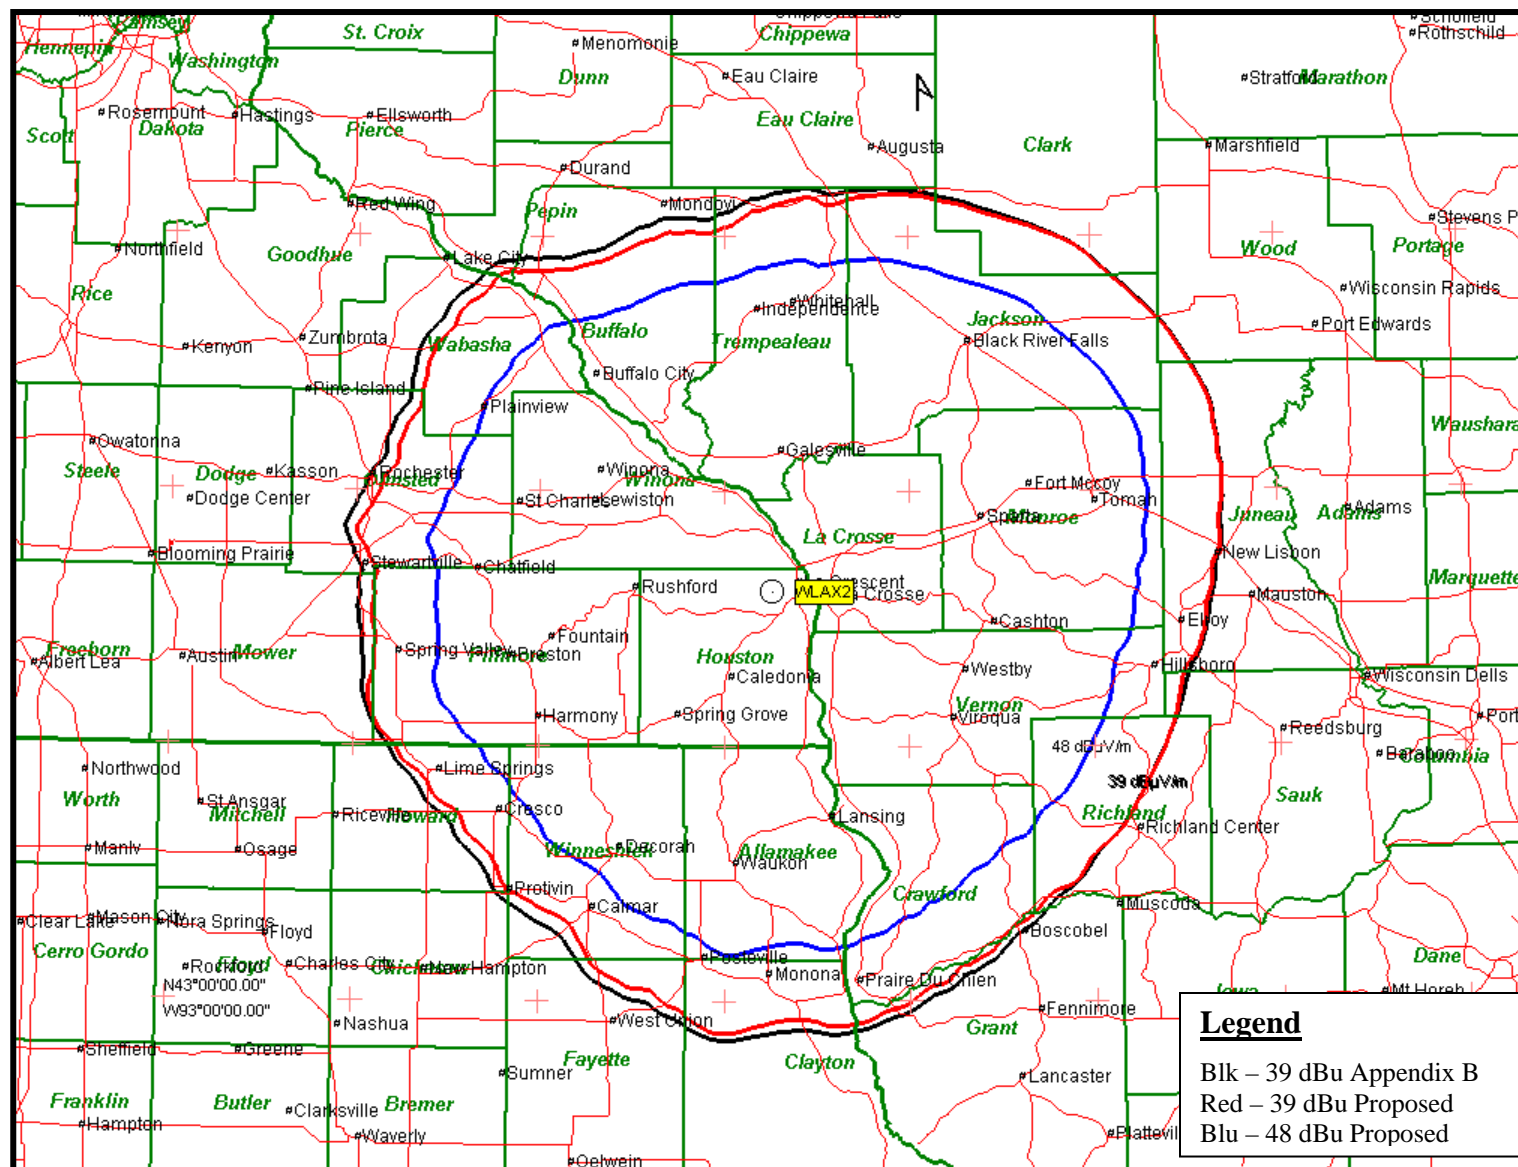 Ramsey
Hennepin
Washington
St. Croix
Menomonie
Dunn
Chippewa
Eau Claire
Schofield
Rothschild
Stratford
Marathon
Rosemount
Hastings
Ellsworth
Scott
Dakota
Pierce
Eau Claire
Augusta
Clark
Marshfield
Durand
Red Wing
Pepin
Mondovi
Stevens P
Northfield
Goodhue
Lake City
Wood
Portage
Rice
Whitehall
Independence
Wisconsin Rapids
Kenyon
Zumbrota
Wabasha
Buffalo
Trempealeau
Jackson
Black River Falls
Port Edwards
Pine Island
Buffalo City
Plainview
Waushara
Owatonna
Galesville
Steele
Dodge
Kasson
Rochester
Olmsted
Winona
Winona
Dodge Center
St Charles
Lewiston
Fort Mccoy
Tomah
Sparta
Monroe
Juneau
Adams
Adams
La Crosse
Blooming Prairie
Stewartville
Chatfield
New Lisbon
Rushford
WLAX2
Crescent
Crosse
Mauston
Marquette
Cashton
Elroy
Freeborn
Albert Lea
Austin
Mower
Spring Valley
Fountain
Fillmore
Preston
Houston
Caledonia
Westby
Hillsboro
Wisconsin Dells
Harmony
Spring Grove
Vernon
Viroqua
Reedsburg
Port
48 dBuV/m
Baraboo
Columbia
Northwood
Lime Springs
39 dBuV/m
Worth
St Ansgar
Mitchell
Riceville
Howard
Cresco
Lansing
Richland
Richland Center
Sauk
Manly
Osage
Winneshiek
Decorah
Waukon
Allamakee
Protivin
Calmar
Crawford
Muscoda
Clear Lake
Mason City
Nora Springs
Floyd
Boscobel
Cerro Gordo
Rockford
Floyd
Charles City
Chickasaw
New Hampton
Postville
Monona
Praire Du Chien
Dane
N43°00'00.00"
W93°00'00.00"
Iowa
Mt Horeb
Nashua
West Union
Grant
Fennimore
Sheffield
Greene
Fayette
Sumner
Clayton
Lancaster
Franklin
Butler
Clarksville
Bremer
Hampton
Waverly
Oelwein
Plattevil
Legend
Blk – 39 dBu Appendix B
Red – 39 dBu Proposed
Blu – 48 dBu Proposed